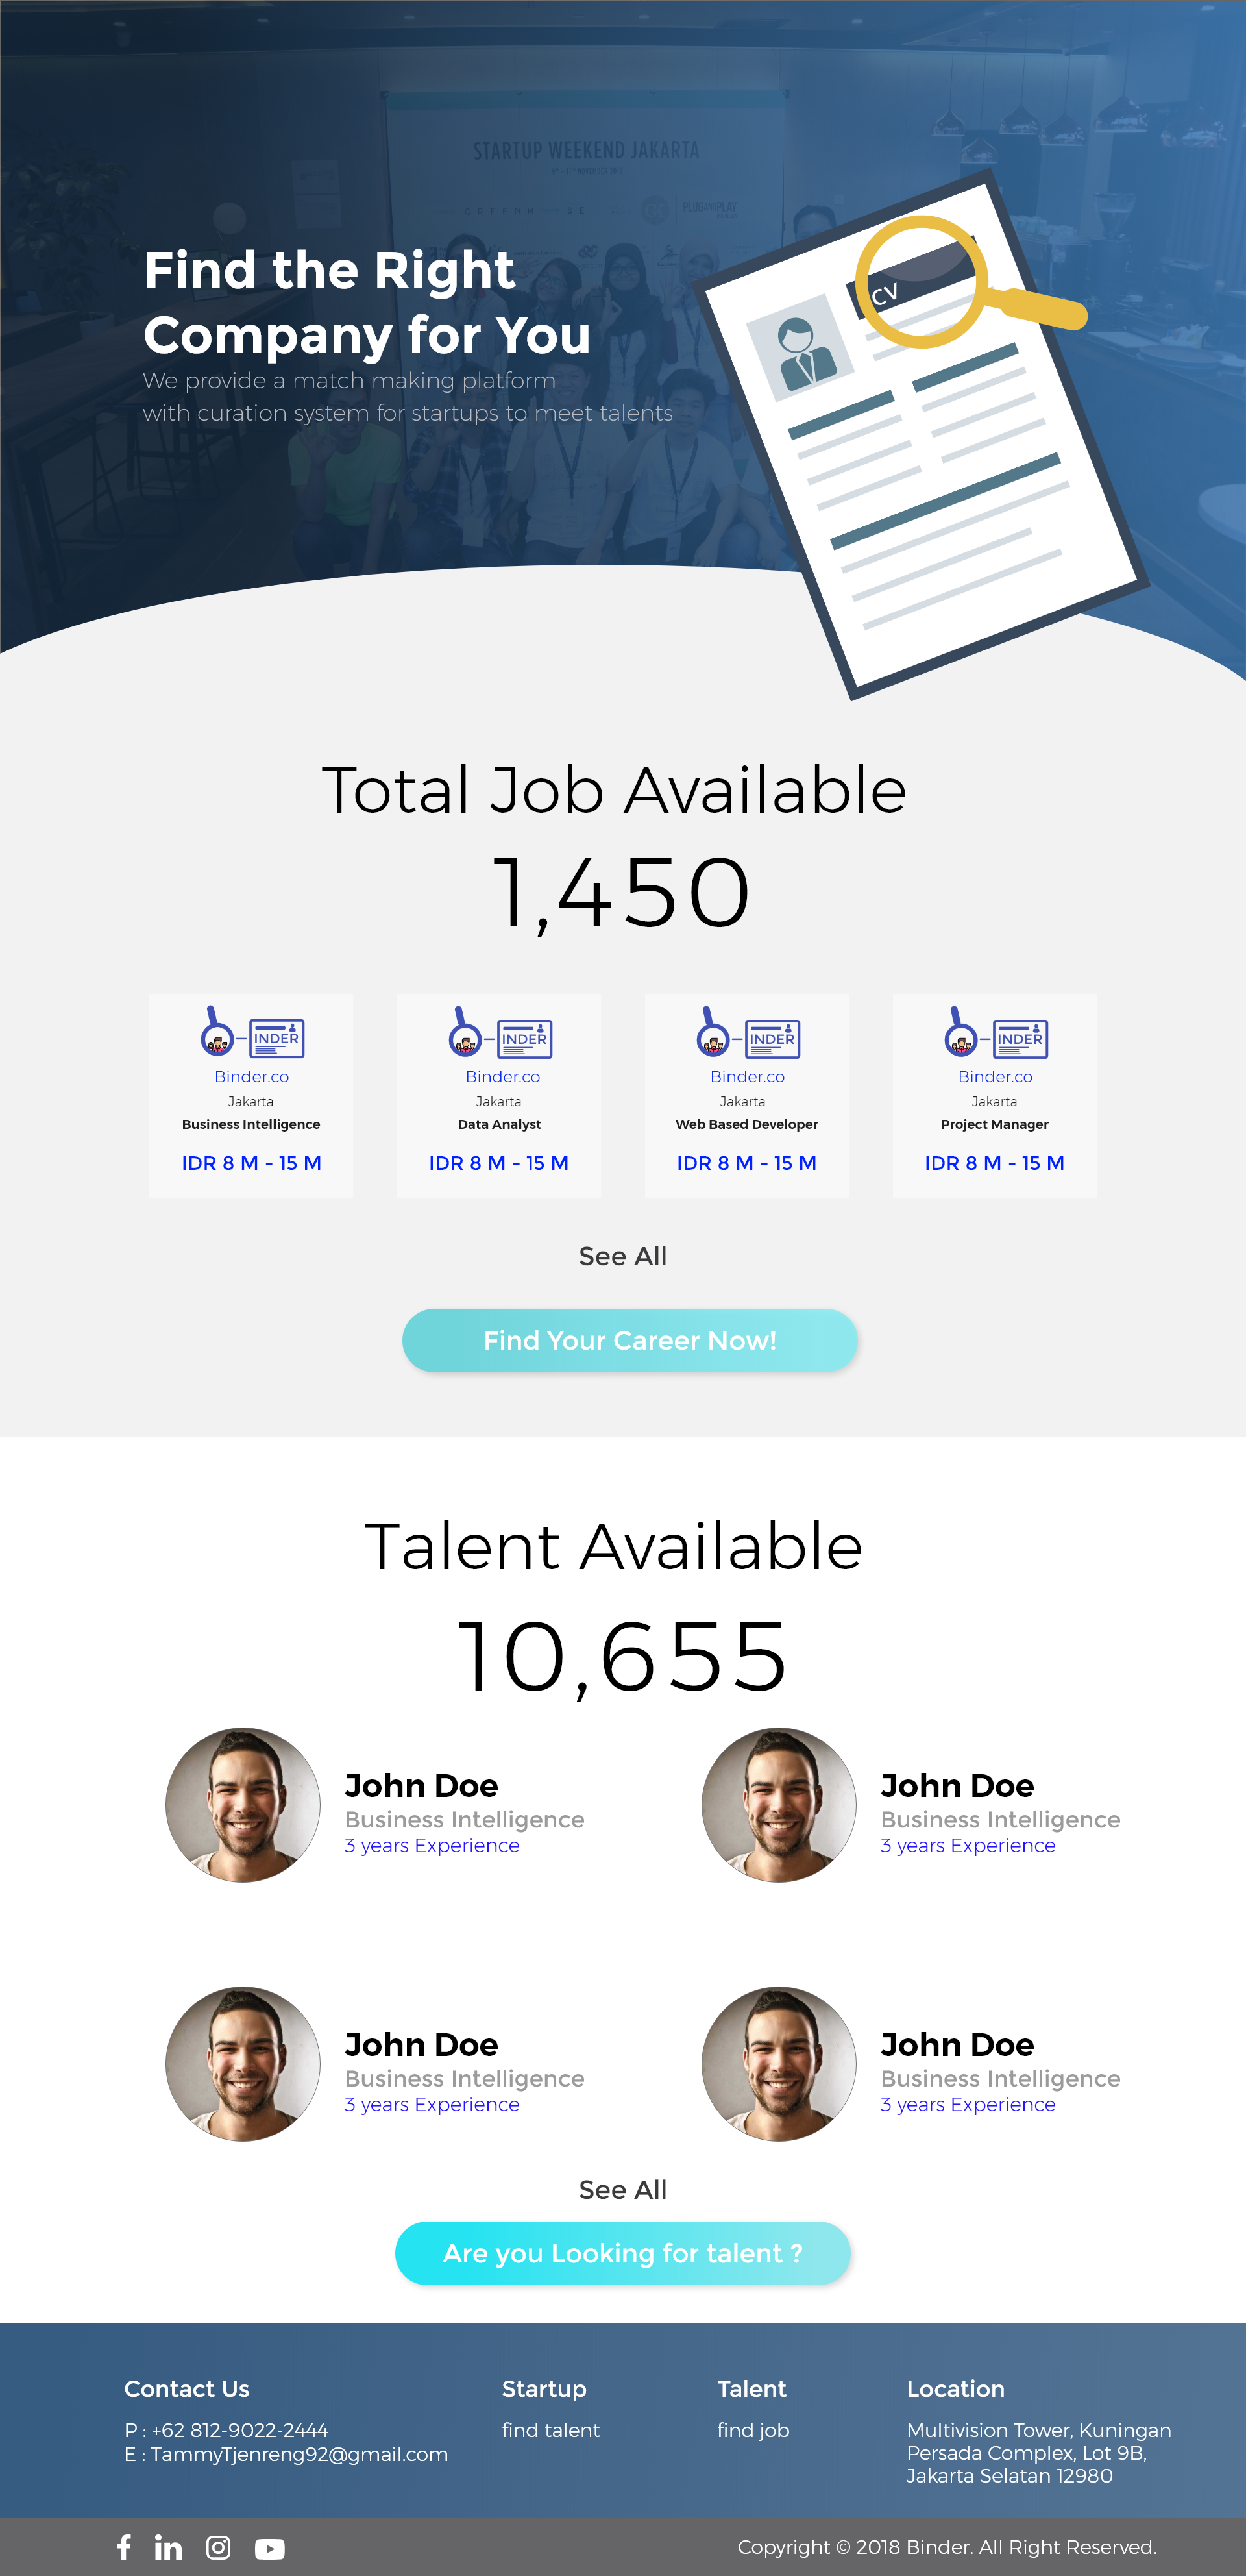 STARTUP WEEKEND JAKARTA
PLUG AND PLAY
Find the Right
Company for You
We provide a match making platform
with curation system for startups to meet talents
CV
Total Job Available
1,450
INDER
Binder.co
Jakarta
Business Intelligence
IDR 8 M - 15 M
INDER
Binder.co
Jakarta
Data Analyst
IDR 8 M - 15 M
INDER
Binder.co
Jakarta
Web Based Developer
IDR 8 M - 15 M
INDER
Binder.co
Jakarta
Project Manager
IDR 8 M - 15 M
See All
Find Your Career Now!
Talent Available
10,655
John Doe
Business Intelligence
3 years Experience
John Doe
Business Intelligence
3 years Experience
John Doe
Business Intelligence
3 years Experience
John Doe
Business Intelligence
3 years Experience
See All
Are you Looking for talent ?
Contact Us
P : +62 812-9022-2444
E : TammyTjenreng92@gmail.com
Startup
find talent
Talent
find job
Location
Multivision Tower, Kuningan
Persada Complex, Lot 9B,
Jakarta Selatan 12980
Copyright © 2018 Binder. All Right Reserved.